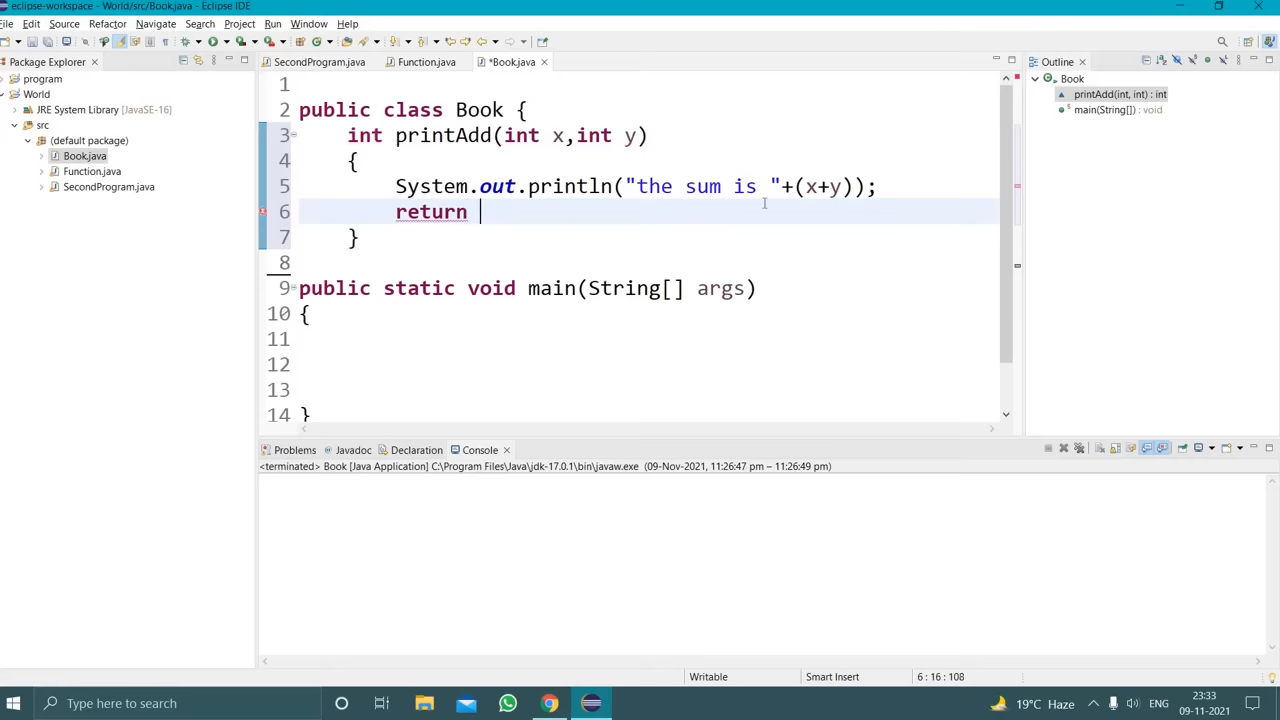 eclipse-workspace - World/src/Book.java - Eclipse IDE
File Edit Source Refactor Navigate Search Project Run Window Help
Package Explorer SecondProgram.java Function.java *Book.java Outline
program
World
JRE System Library [JavaSE-16]
src
(default package)
Book.java
Function.java
SecondProgram.java
1
2 public class Book {
3 int printAdd(int x,int y)
4 {
5 System.out.println("the sum is "+(x+y));
6 return
7 }
8
9 public static void main(String[] args)
10 {
11
12
13
14 }
Book
printAdd(int, int) : int
main(String[]) : void
Problems Javadoc Declaration Console
<terminated> Book [Java Application] C:\Program Files\Java\jdk-17.0.1\bin\javaw.exe (09-Nov-2021, 11:26:47 pm – 11:26:49 pm)
Writable Smart Insert 6 : 16 : 108
Type here to search 19°C Haze ENG 23:33
09-11-2021